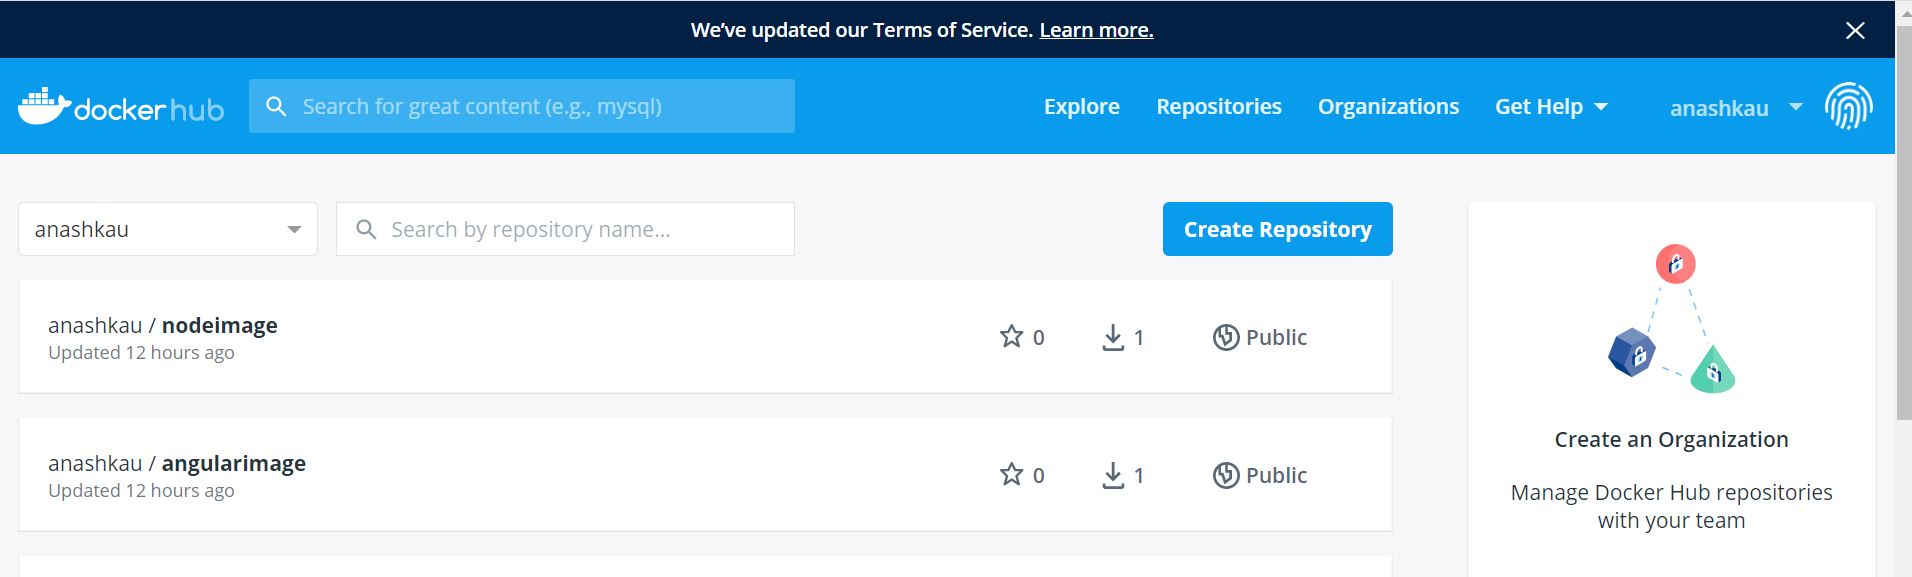 We've updated our Terms of Service. Learn more.
dockerhub
Search for great content (e.g., mysql)
Explore
Repositories
Organizations
Get Help
anashkau
anashkau
Search by repository name...
Create Repository
anashkau / nodeimage
Updated 12 hours ago
0
1
Public
anashkau / angularimage
Updated 12 hours ago
0
1
Public
Create an Organization
Manage Docker Hub repositories
with your team